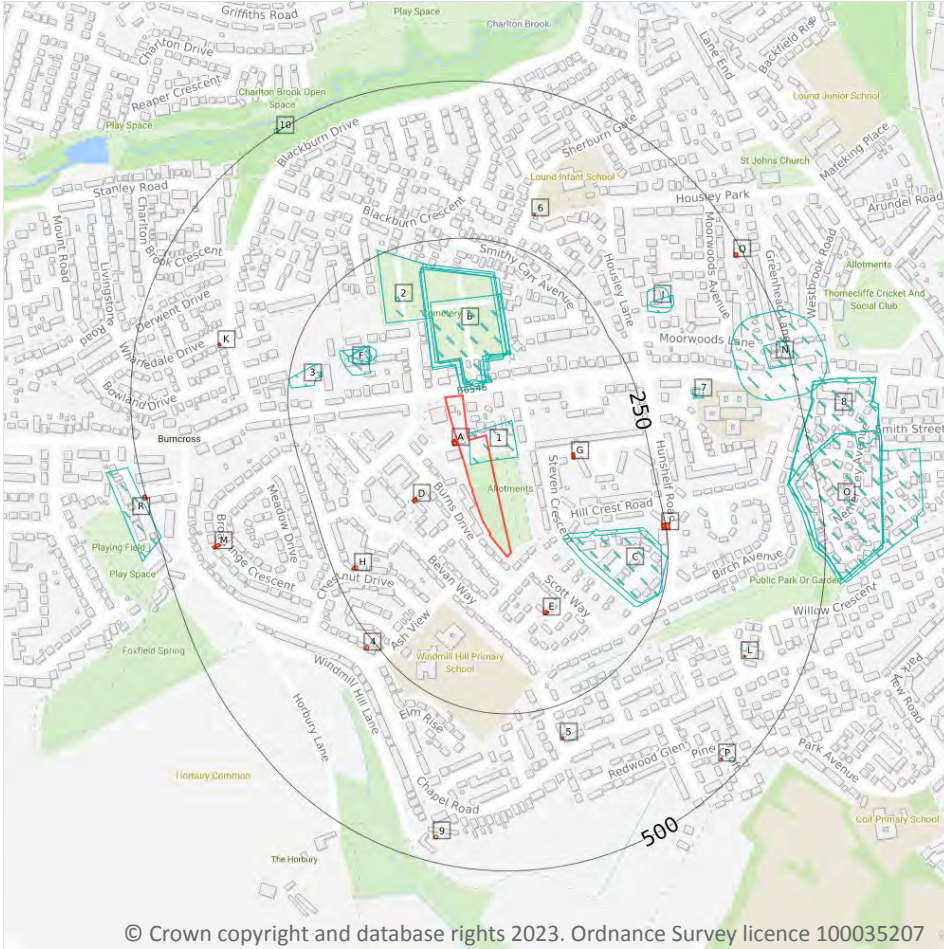 Griffiths Road
Play Space
Charlton Brook
Charlton Drive
Lane End
Backfield Rise
Reaper Crescent
Charlton Brook Open
Space
Lound Junior School
Play Space
10
Blackburn Drive
Sherburn Gate
Mafeking Place
St Johns Church
Stanley Road
Lound Infant School
Housley Park
Arundel Road
Mount Road
Charlton
Brook Crescent
Blackburn Crescent
6
Livingstone
Road
Smithy Carr Avenue
Housley Lane
Moorwoods Avenue
Q
Greenhead Lane
Westbrook Road
Allotments
Derwent Drive
2
J
Thorncliffe Cricket And
Social Club
Cemetery
B
K
Wharfedale Drive
Moorwoods Lane
N
F
3
Bowland Drive
B6546
7
250
8
Smith Street
Burncross
A
1
G
Hunshelf Road
Steven Crescent
R
D
Burns Drive
Allotments
Hill Crest Road
I
O
Netherley Avenue
Meadow Drive
M
Grange Crescent
Playing Field
Play Space
H
Chestnut Drive
Bevan Way
C
Birch Avenue
Public Park Or Garden
Scott Way
E
Willow Crescent
4
Ash View
Foxfield Spring
Windmill Hill Primary
School
L
Windmill Hill Lane
Horbury Lane
Elm Rise
5
Redwood Glen
Pine
P
Park Avenue
Horbury Common
Chapel Road
500
9
Coit Primary School
The Horbury
© Crown copyright and database rights 2023. Ordnance Survey licence 100035207